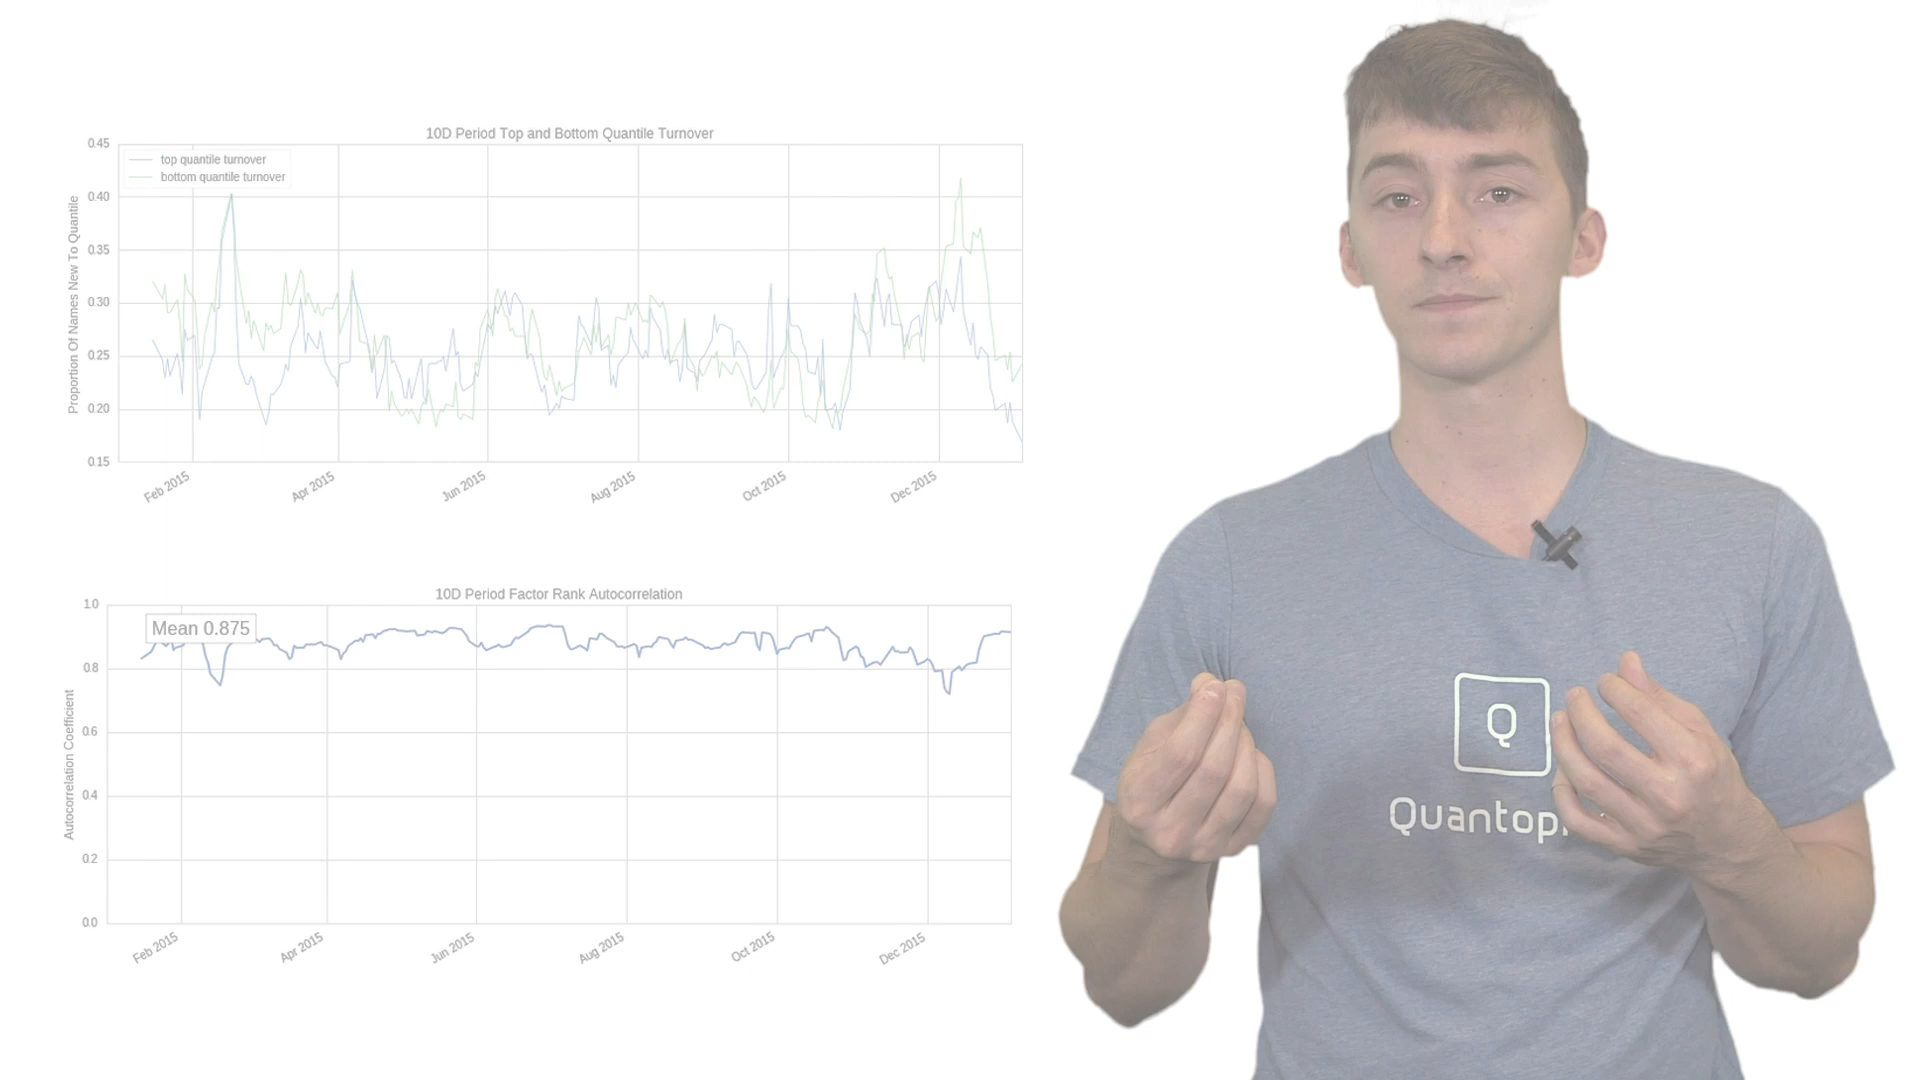 10D Period Top and Bottom Quantile Turnover
top quantile turnover
bottom quantile turnover
Proportion Of Names New To Quantile
0.45
0.40
0.35
0.30
0.25
0.20
0.15
Feb 2015
Apr 2015
Jun 2015
Aug 2015
Oct 2015
Dec 2015
10D Period Factor Rank Autocorrelation
Mean 0.875
Autocorrelation Coefficient
1.0
0.8
0.6
0.4
0.2
0.0
Feb 2015
Apr 2015
Jun 2015
Aug 2015
Oct 2015
Dec 2015
Q
Quantopi